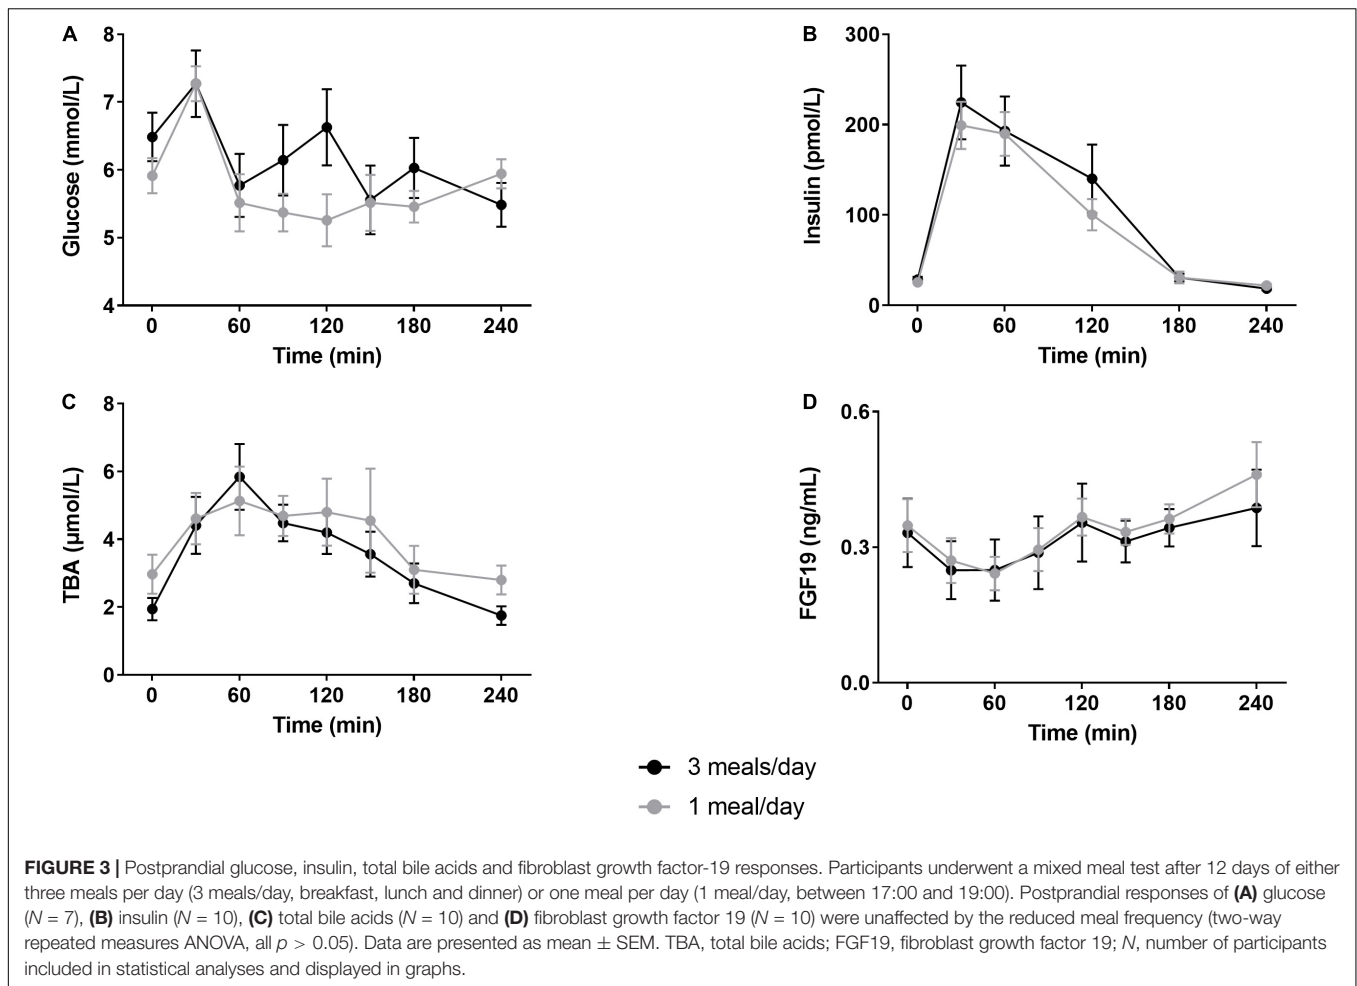 A
8
7
6
5
4
Glucose (mmol/L)
0 60 120 180 240
Time (min)
B
300
200
100
0
Insulin (pmol/L)
0 60 120 180 240
Time (min)
C
8
6
4
2
0
TBA (µmol/L)
0 60 120 180 240
Time (min)
D
0.6
0.3
0.0
FGF19 (ng/mL)
0 60 120 180 240
Time (min)
3 meals/day
1 meal/day
FIGURE 3 | Postprandial glucose, insulin, total bile acids and fibroblast growth factor-19 responses. Participants underwent a mixed meal test after 12 days of either
three meals per day (3 meals/day, breakfast, lunch and dinner) or one meal per day (1 meal/day, between 17:00 and 19:00). Postprandial responses of (A) glucose
(N = 7), (B) insulin (N = 10), (C) total bile acids (N = 10) and (D) fibroblast growth factor 19 (N = 10) were unaffected by the reduced meal frequency (two-way
repeated measures ANOVA, all p > 0.05). Data are presented as mean ± SEM. TBA, total bile acids; FGF19, fibroblast growth factor 19; N, number of participants
included in statistical analyses and displayed in graphs.